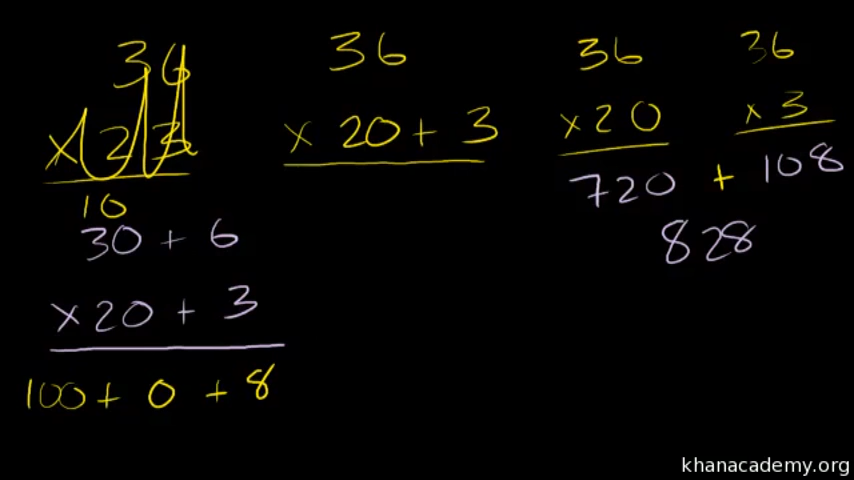 36
× 23
10
30 + 6
× 20 + 3
100 + 0 + 8
36
× 20 + 3
36
× 20
720 + 108
36
× 3
828
khanacademy.org